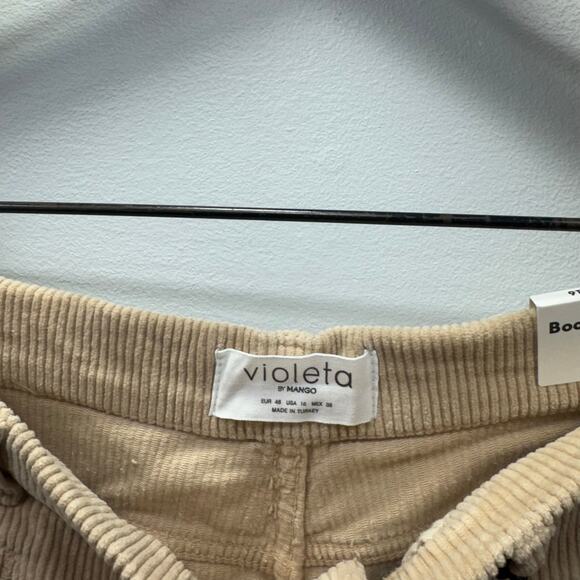 violeta
BY MANGO
EUR 48 USA 16 MEX 38
MADE IN TURKEY
Boo